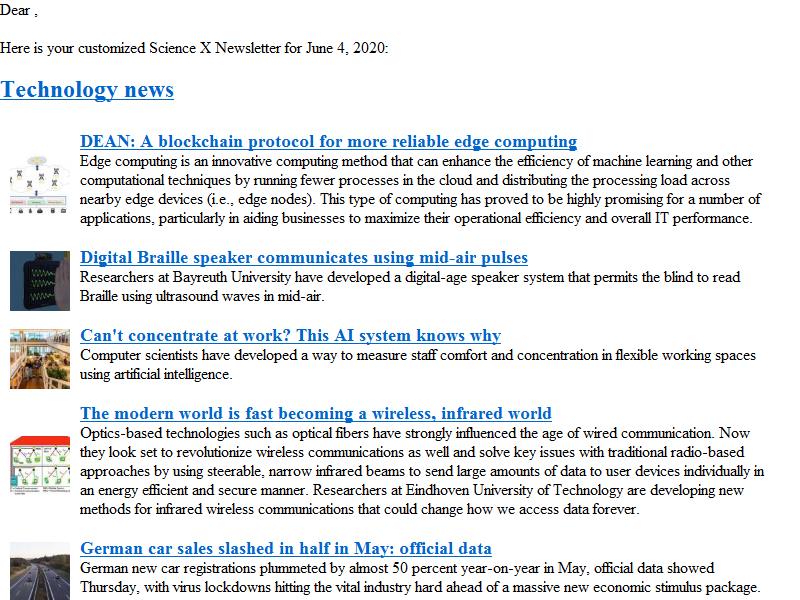 Dear ,
Here is your customized Science X Newsletter for June 4, 2020:
Technology news
DEAN: A blockchain protocol for more reliable edge computing
Edge computing is an innovative computing method that can enhance the efficiency of machine learning and other
computational techniques by running fewer processes in the cloud and distributing the processing load across
nearby edge devices (i.e., edge nodes). This type of computing has proved to be highly promising for a number of
applications, particularly in aiding businesses to maximize their operational efficiency and overall IT performance.
Digital Braille speaker communicates using mid-air pulses
Researchers at Bayreuth University have developed a digital-age speaker system that permits the blind to read
Braille using ultrasound waves in mid-air.
Can't concentrate at work? This AI system knows why
Computer scientists have developed a way to measure staff comfort and concentration in flexible working spaces
using artificial intelligence.
The modern world is fast becoming a wireless, infrared world
Optics-based technologies such as optical fibers have strongly influenced the age of wired communication. Now
they look set to revolutionize wireless communications as well and solve key issues with traditional radio-based
approaches by using steerable, narrow infrared beams to send large amounts of data to user devices individually in
an energy efficient and secure manner. Researchers at Eindhoven University of Technology are developing new
methods for infrared wireless communications that could change how we access data forever.
German car sales slashed in half in May: official data
German new car registrations plummeted by almost 50 percent year-on-year in May, official data showed
Thursday, with virus lockdowns hitting the vital industry hard ahead of a massive new economic stimulus package.